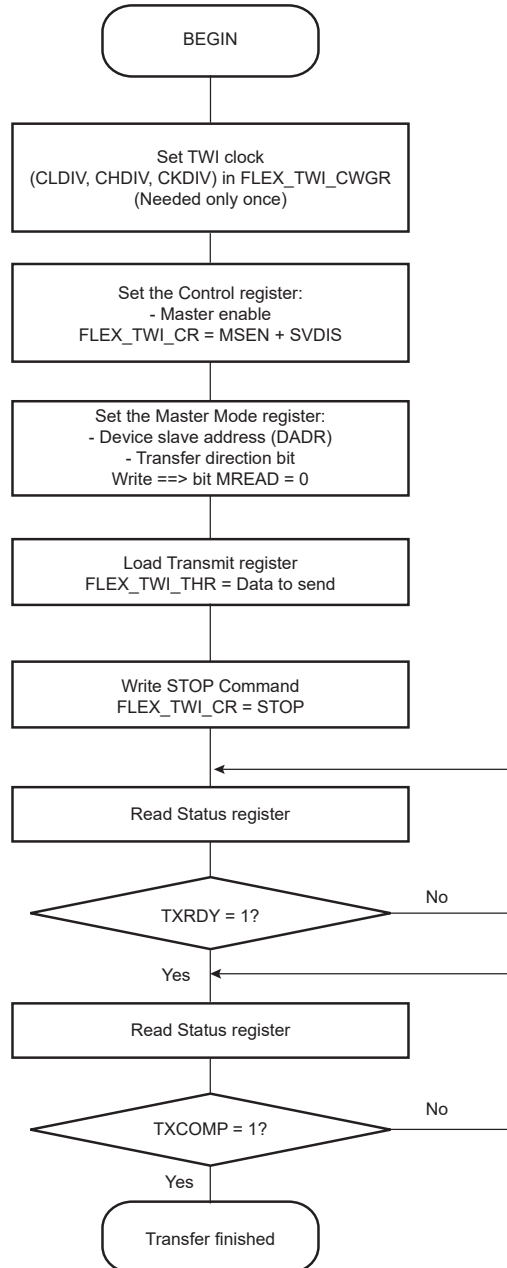 BEGIN
Set TWI clock
(CLDIV, CHDIV, CKDIV) in FLEX_TWI_CWGR
(Needed only once)
Set the Control register:
- Master enable
FLEX_TWI_CR = MSEN + SVDIS
Set the Master Mode register:
- Device slave address (DADR)
- Transfer direction bit
Write ==> bit MREAD = 0
Load Transmit register
FLEX_TWI_THR = Data to send
Write STOP Command
FLEX_TWI_CR = STOP
Read Status register
TXRDY = 1?
No
Yes
Read Status register
TXCOMP = 1?
No
Yes
Transfer finished